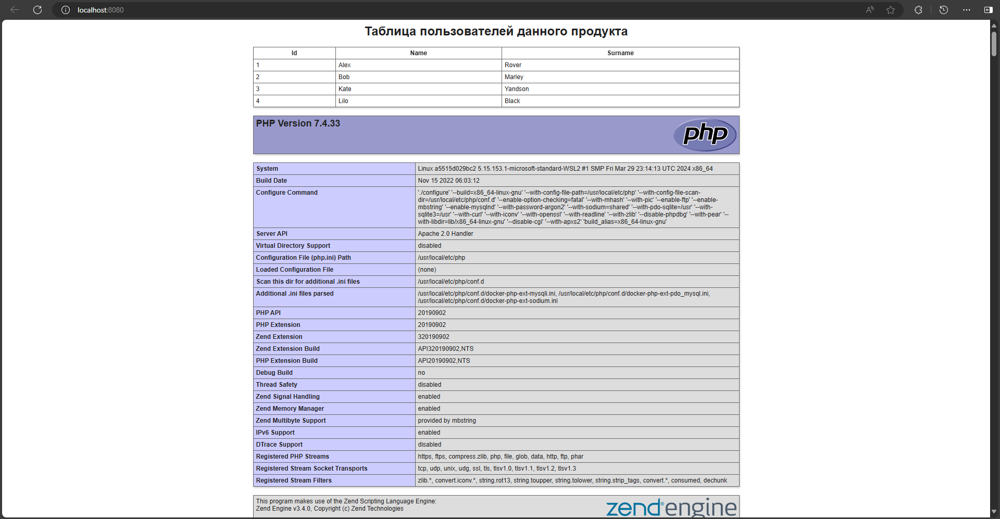 localhost:8080
Таблица пользователей данного продукта
Id Name Surname
1 Alex Rover
2 Bob Marley
3 Kate Yandson
4 Lilo Black
PHP Version 7.4.33
php
System Linux a5515d029bc2 5.15.153.1-microsoft-standard-WSL2 #1 SMP Fri Mar 29 23:14:13 UTC 2024 x86_64
Build Date Nov 15 2022 06:03:12
Configure Command './configure' '--build=x86_64-linux-gnu' '--with-config-file-path=/usr/local/etc/php' '--with-config-file-scan-
dir=/usr/local/etc/php/conf.d' '--enable-option-checking=fatal' '--with-mhash' '--with-pic' '--enable-ftp' '--enable-
mbstring' '--enable-mysqlnd' '--with-password-argon2' '--with-sodium=shared' '--with-pdo-sqlite=/usr' '--with-
sqlite3=/usr' '--with-curl' '--with-iconv' '--with-openssl' '--with-readline' '--with-zlib' '--disable-phpdbg' '--with-pear' '--
with-libdir=lib/x86_64-linux-gnu' '--disable-cgi' '--with-apxs2' 'build_alias=x86_64-linux-gnu'
Server API Apache 2.0 Handler
Virtual Directory Support disabled
Configuration File (php.ini) Path /usr/local/etc/php
Loaded Configuration File (none)
Scan this dir for additional .ini files /usr/local/etc/php/conf.d
Additional .ini files parsed /usr/local/etc/php/conf.d/docker-php-ext-mysqli.ini, /usr/local/etc/php/conf.d/docker-php-ext-pdo_mysql.ini,
/usr/local/etc/php/conf.d/docker-php-ext-sodium.ini
PHP API 20190902
PHP Extension 20190902
Zend Extension 320190902
Zend Extension Build API320190902,NTS
PHP Extension Build API20190902,NTS
Debug Build no
Thread Safety disabled
Zend Signal Handling enabled
Zend Memory Manager enabled
Zend Multibyte Support provided by mbstring
IPv6 Support enabled
DTrace Support disabled
Registered PHP Streams https, ftps, compress.zlib, php, file, glob, data, http, ftp, phar
Registered Stream Socket Transports tcp, udp, unix, udg, ssl, tls, tlsv1.0, tlsv1.1, tlsv1.2, tlsv1.3
Registered Stream Filters zlib.*, convert.iconv.*, string.rot13, string.toupper, string.tolower, string.strip_tags, convert.*, consumed, dechunk
This program makes use of the Zend Scripting Language Engine:
Zend Engine v3.4.0, Copyright (c) Zend Technologies
zend®engine